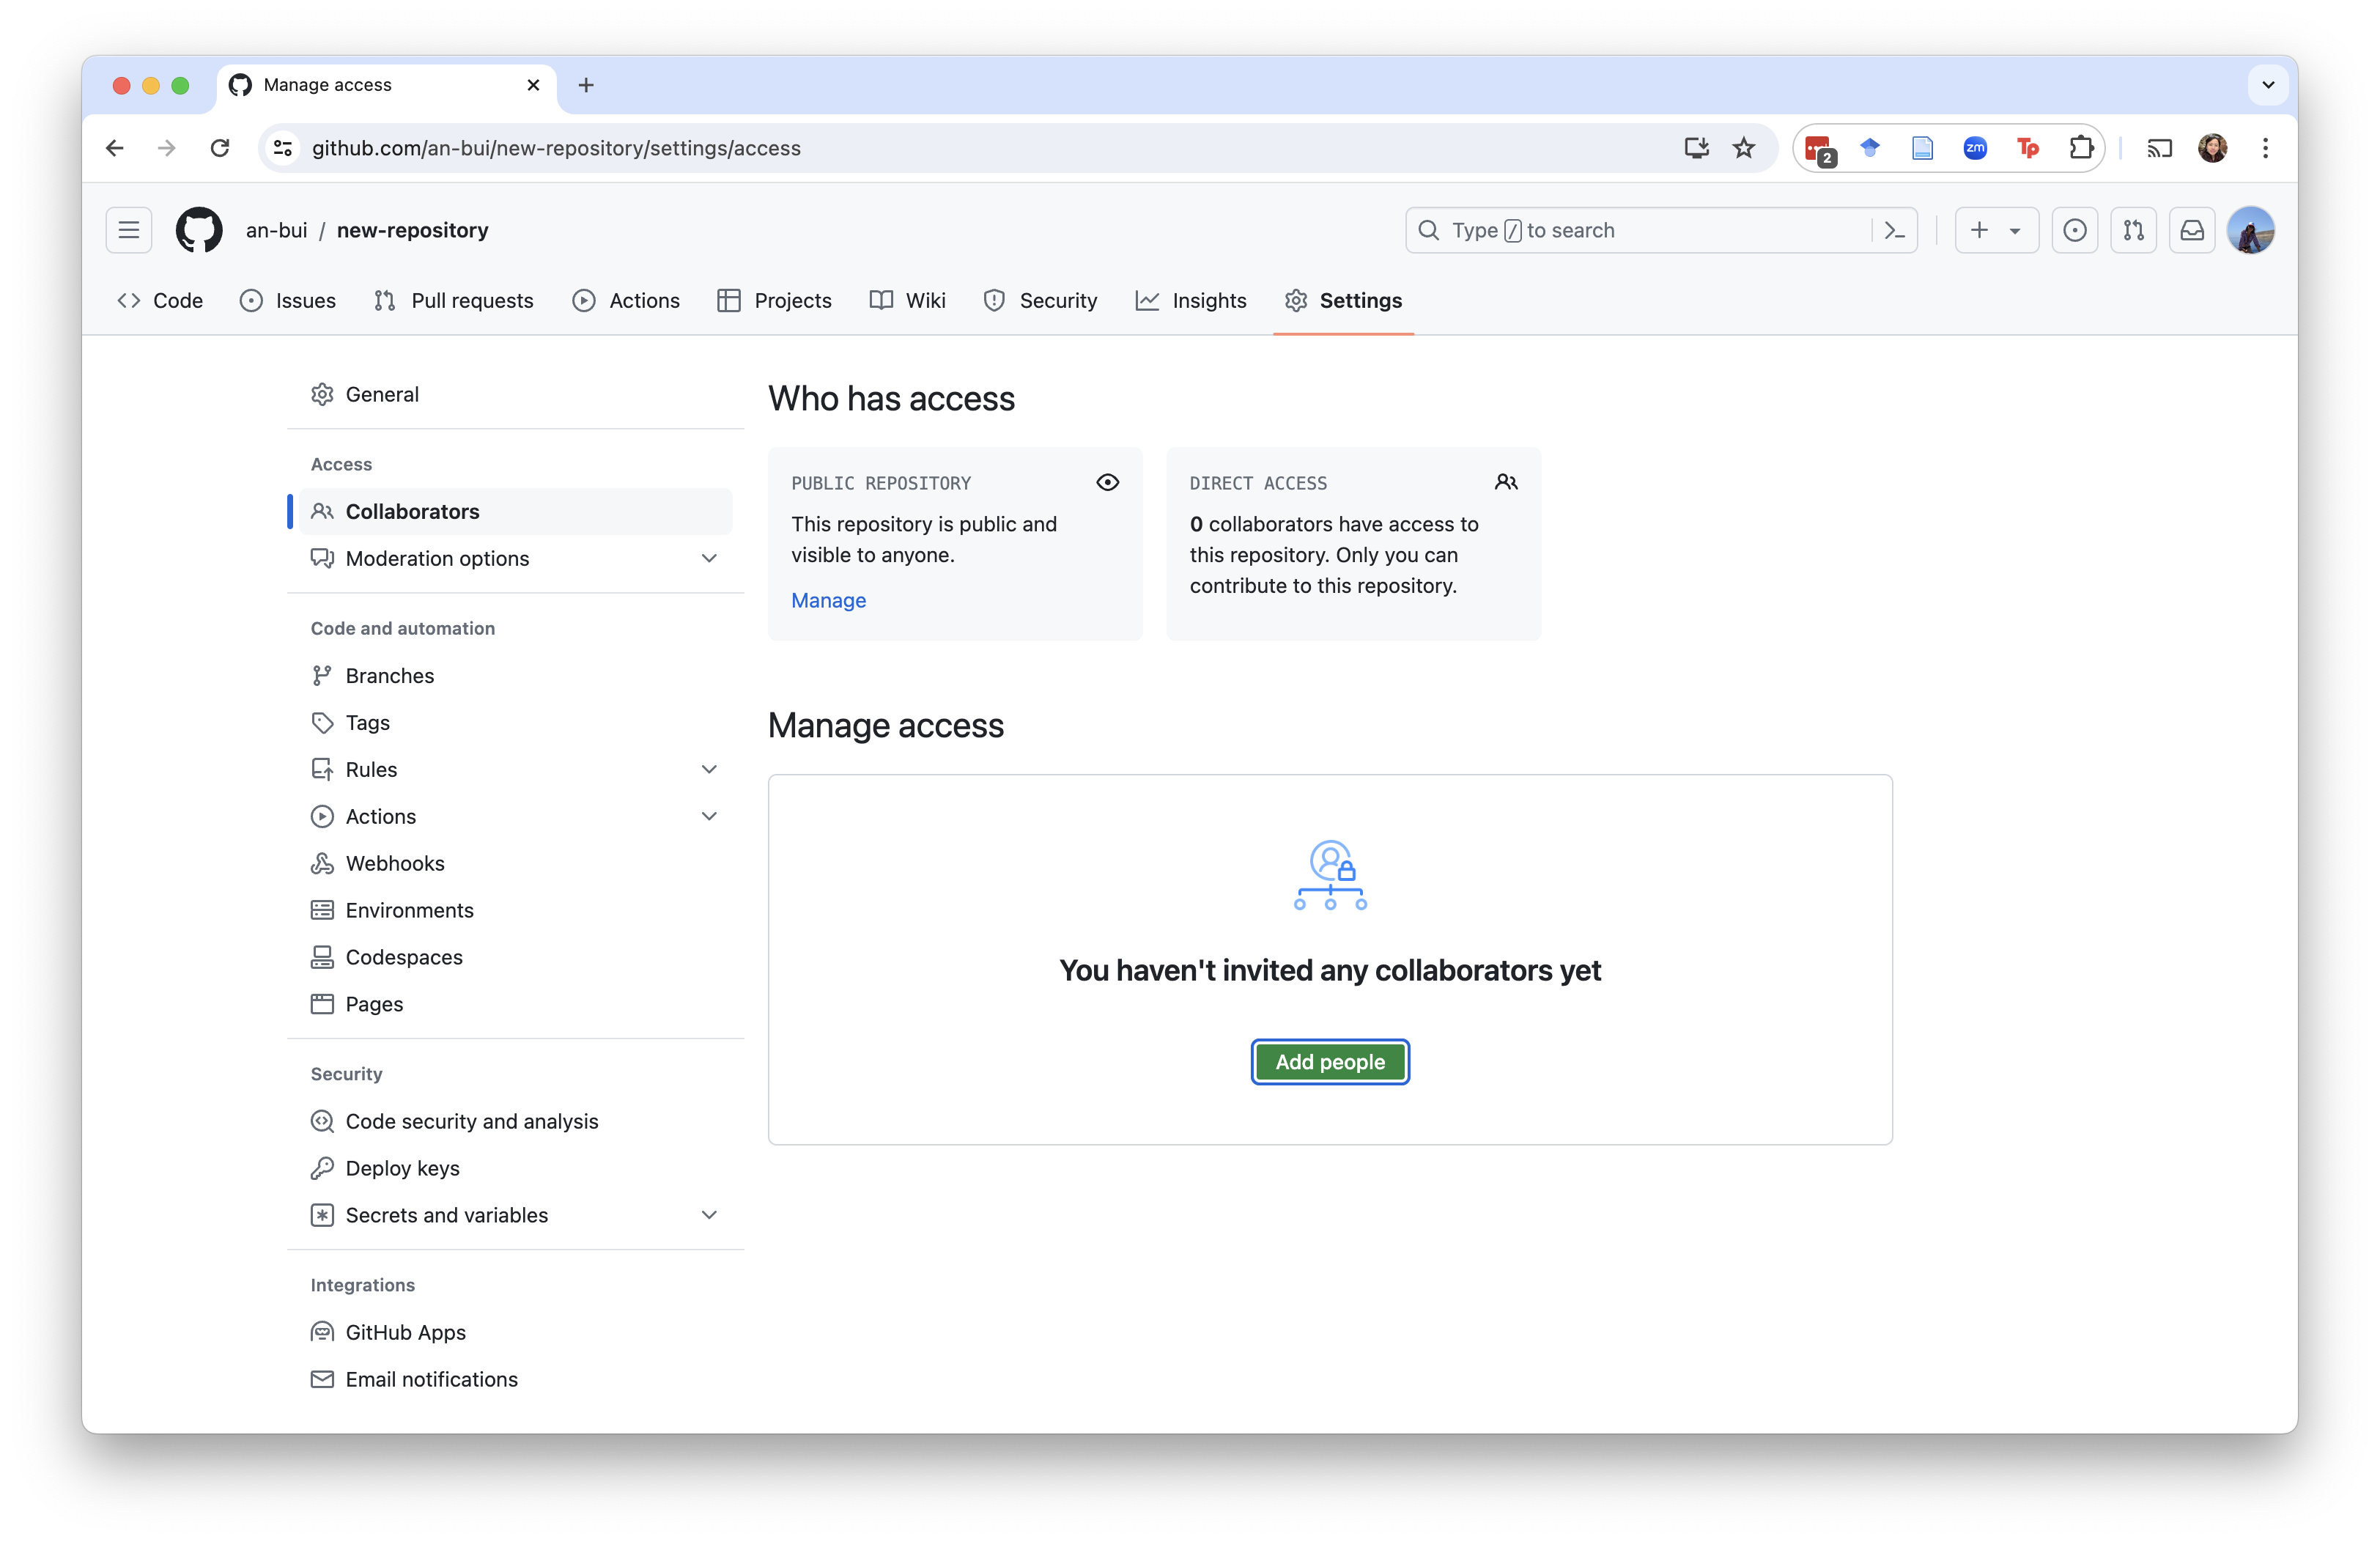 Manage access
github.com/an-bui/new-repository/settings/access
2
zm
Tp
an-bui / new-repository
Type / to search
Code
Issues
Pull requests
Actions
Projects
Wiki
Security
Insights
Settings
General
Access
Collaborators
Moderation options
Code and automation
Branches
Tags
Rules
Actions
Webhooks
Environments
Codespaces
Pages
Security
Code security and analysis
Deploy keys
Secrets and variables
Integrations
GitHub Apps
Email notifications
Who has access
PUBLIC REPOSITORY
This repository is public and
visible to anyone.
Manage
DIRECT ACCESS
0 collaborators have access to
this repository. Only you can
contribute to this repository.
Manage access
You haven't invited any collaborators yet
Add people